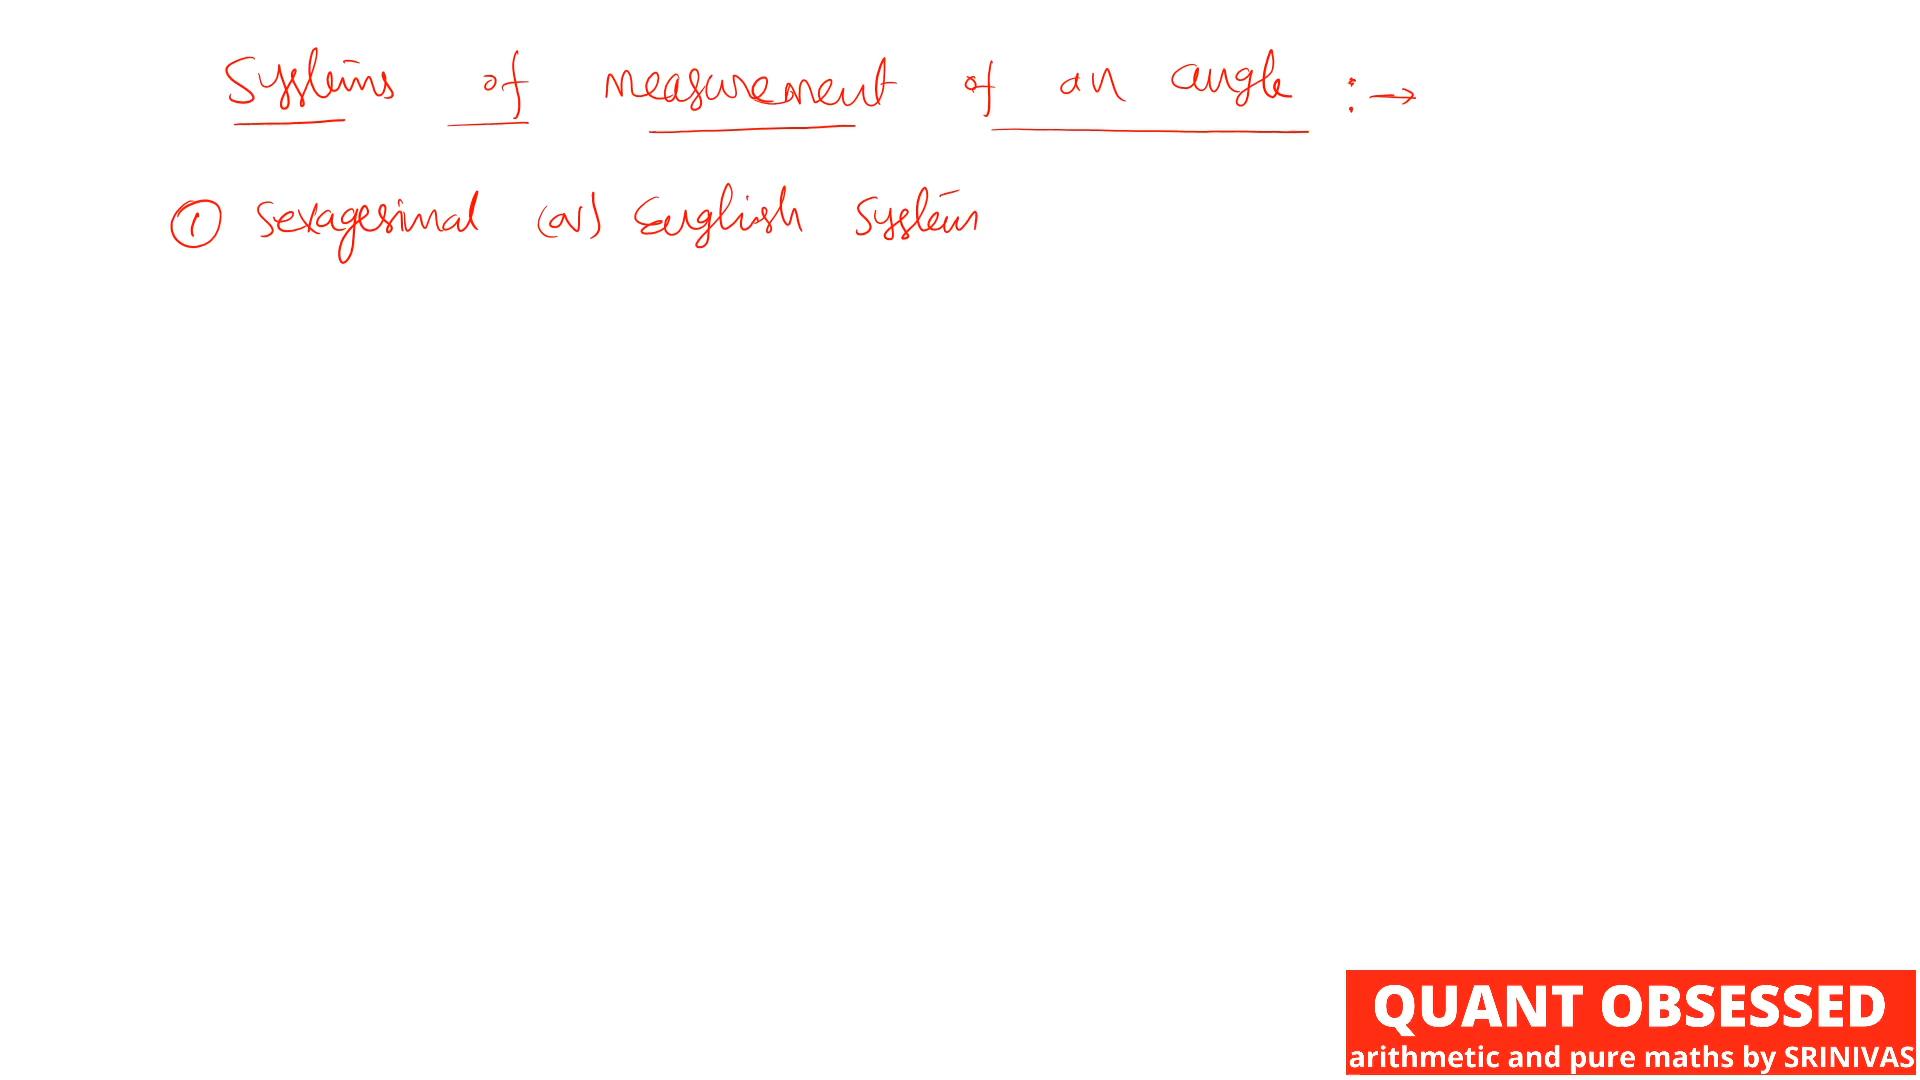 Systems of measurement of an angle :→
① Sexagesimal (or) English System
QUANT OBSESSED
arithmetic and pure maths by SRINIVAS